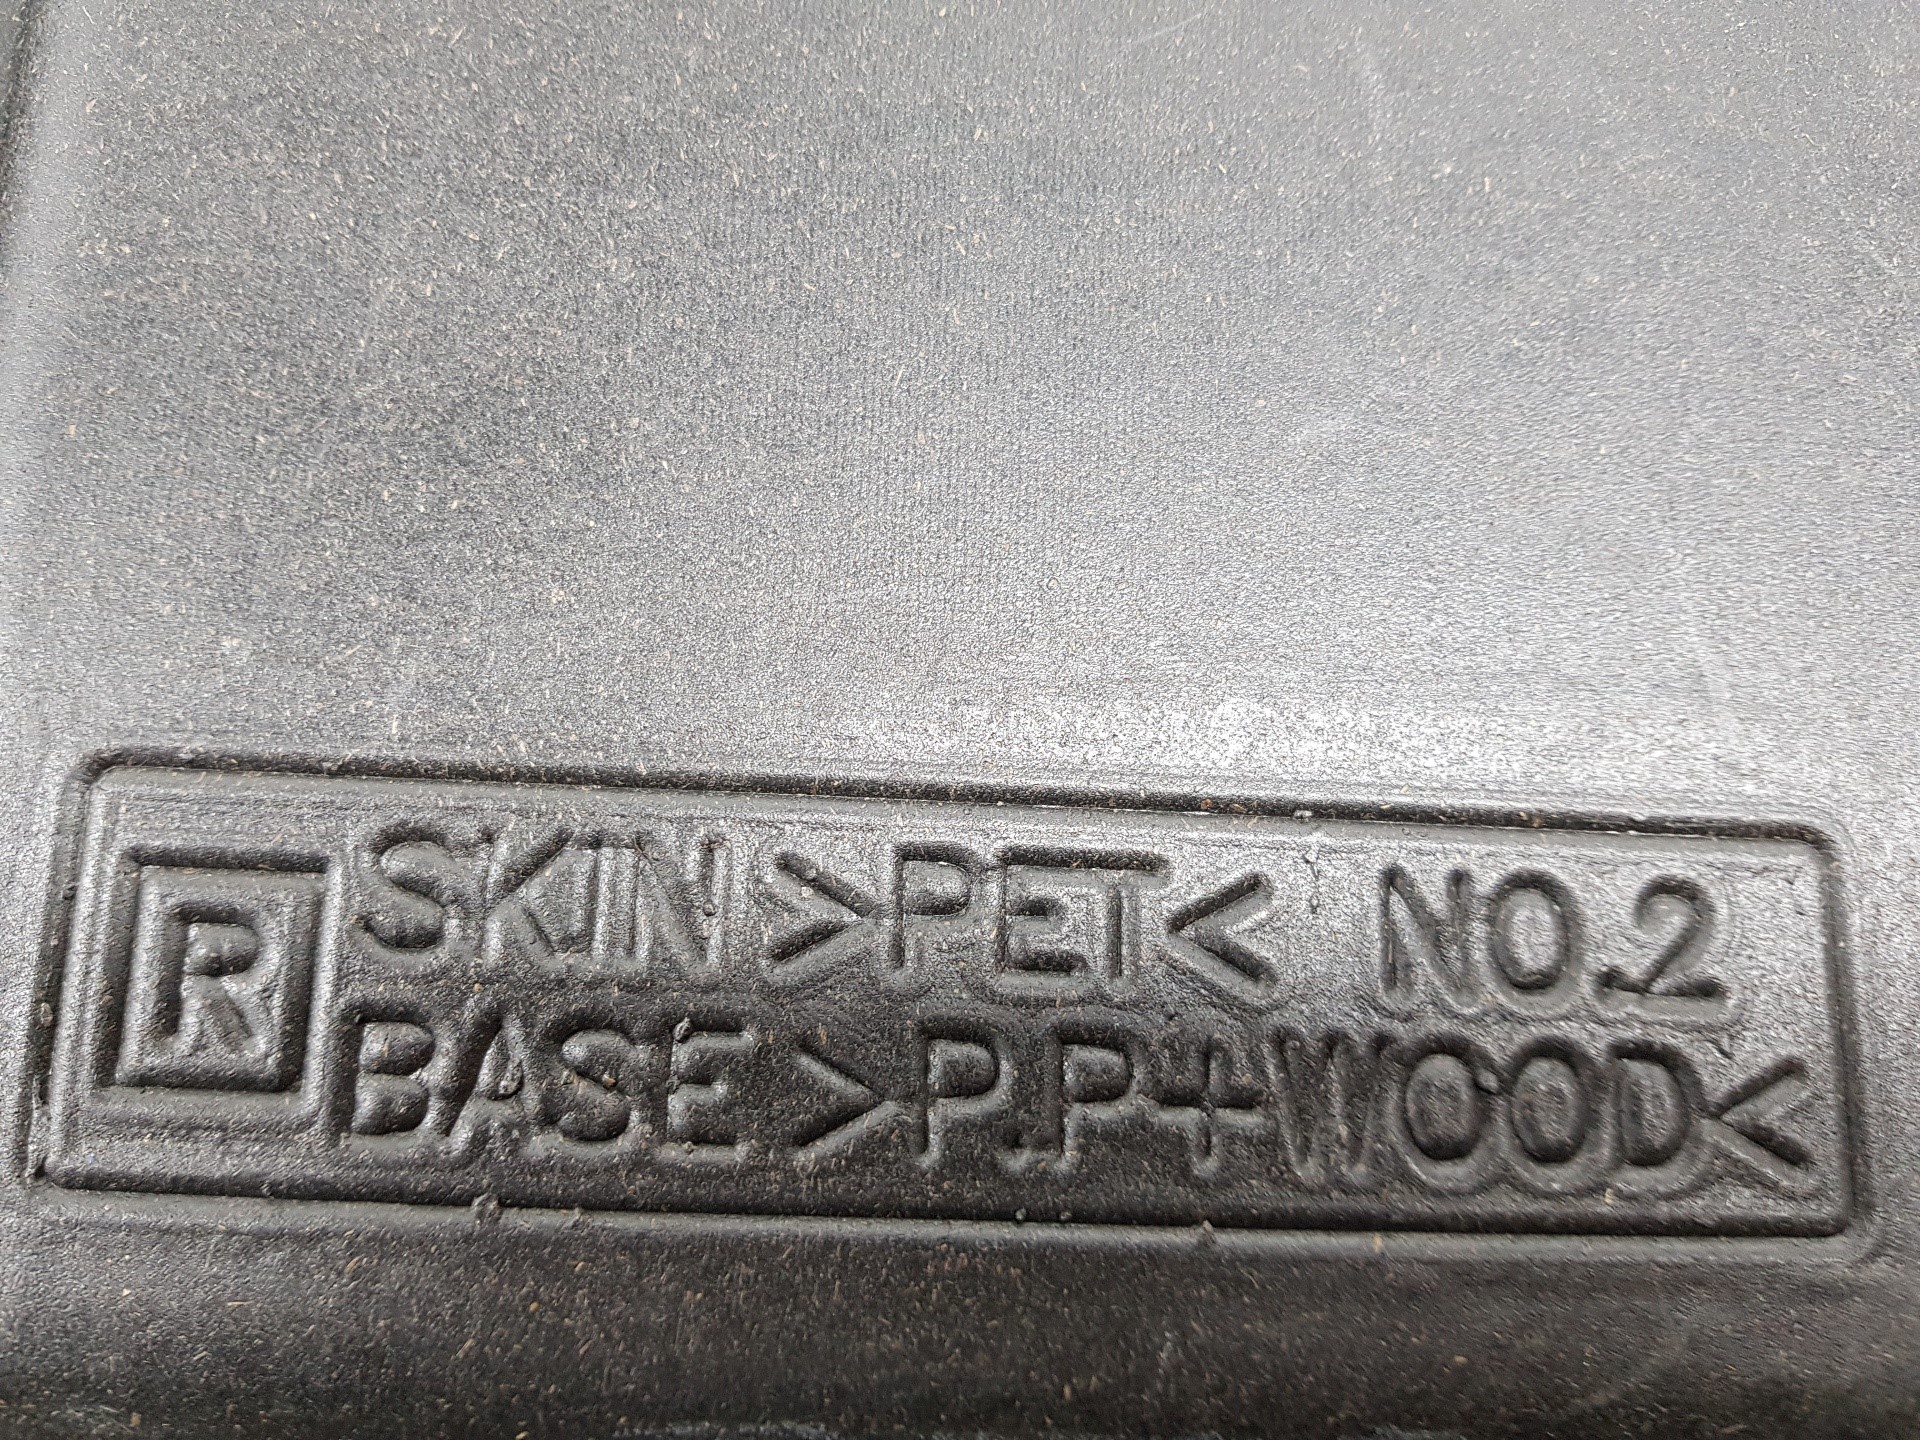 R
SKIN >PET< NO.2
BASE >P.P+WOOD<